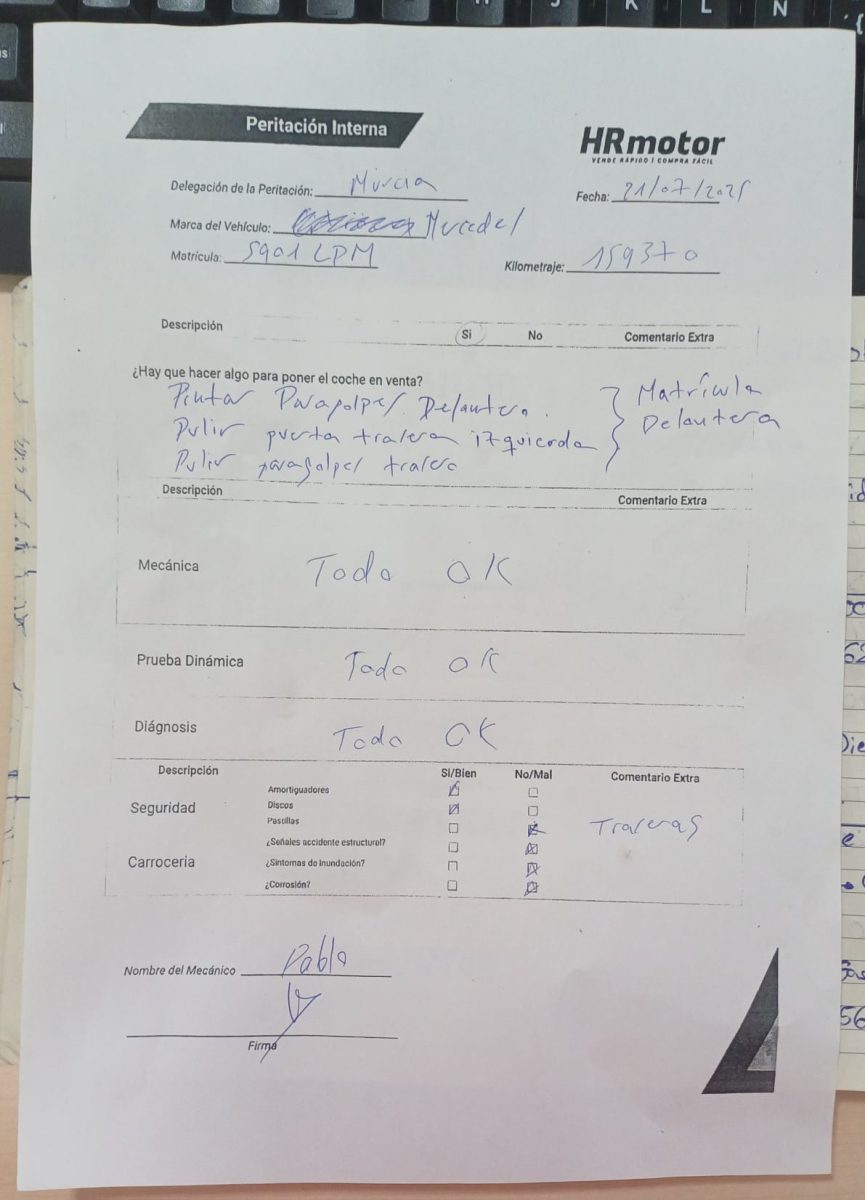 Peritación Interna
HRmotor
VENDE RÁPIDO | COMPRA FÁCIL
Delegación de la Peritación: Murcia
Fecha: 21/07/2025
Marca del Vehículo: Mercedes
Matrícula: 5901 LPM
Kilometraje: 159370
Descripción Si No Comentario Extra
¿Hay que hacer algo para poner el coche en venta?
Pintar Paragolpes Delantero. Matrícula
Pulir puerta trasera izquierda Delantera
Pulir paragolpes trasero
Descripción Comentario Extra
Mecánica Todo OK
Prueba Dinámica Todo OK
Diágnosis Todo OK
Descripción Si/Bien No/Mal Comentario Extra
Seguridad
Amortiguadores
Discos
Pastillas Traseras
Carrocería
¿Señales accidente estructural?
¿Síntomas de Inundación?
¿Corrosión?
Nombre del Mecánico Pablo
Firma